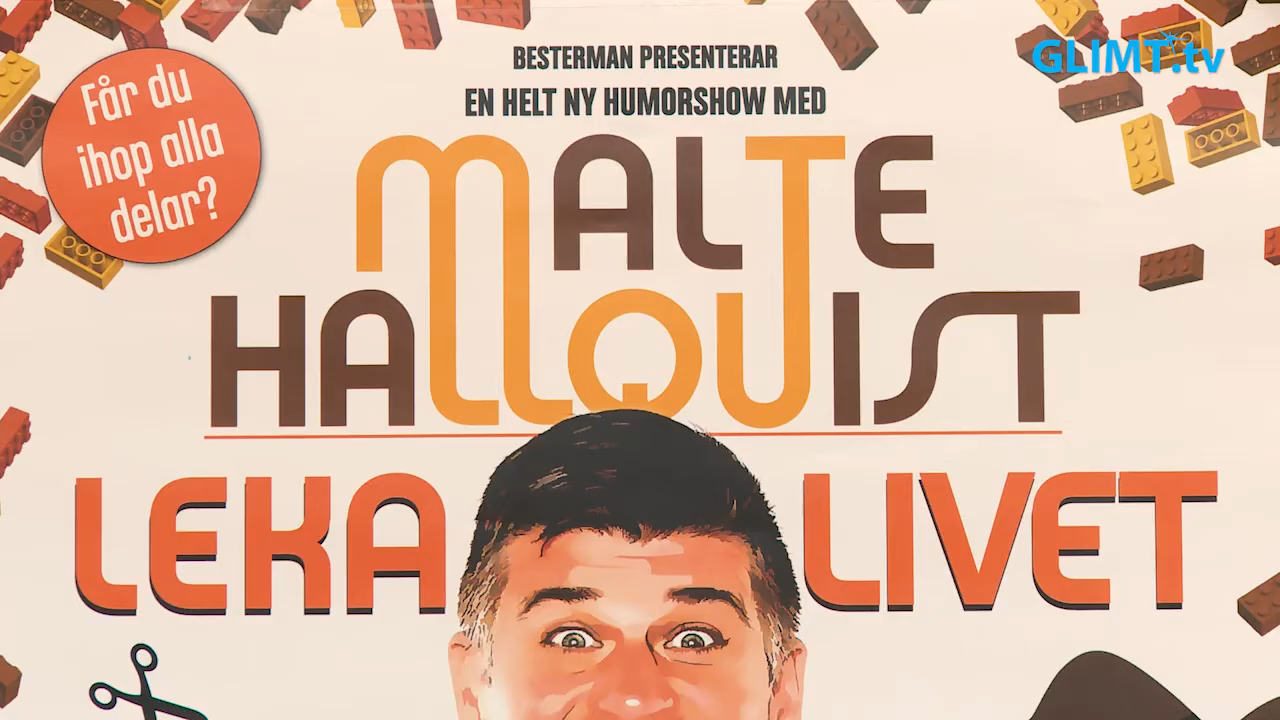 BESTERMAN PRESENTERAR
EN HELT NY HUMORSHOW MED
GLIMT.tv
Får du
ihop alla
delar?
MALTE
HALLQUIST
LEKA LIVET